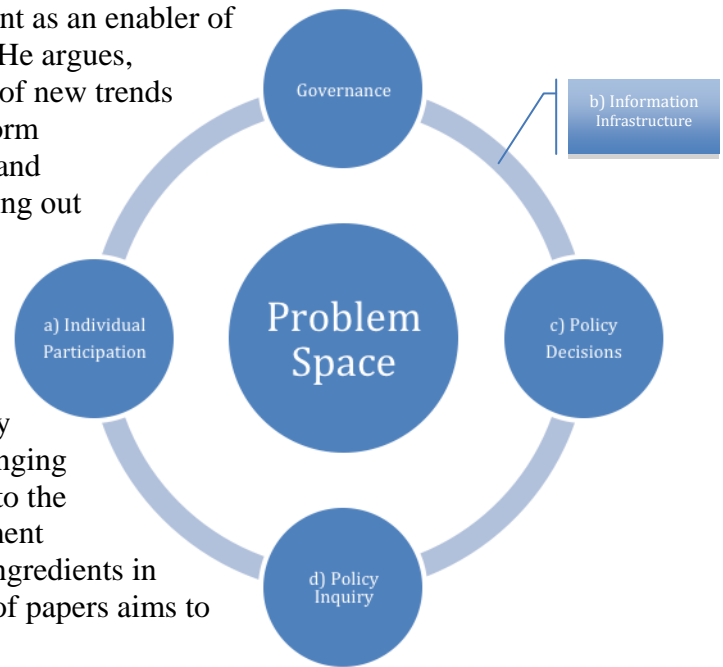 nt as an enabler of
He argues,
of new trends
orm
and
ng out
y
nging
to the
nent
ngredients in
of papers aims to
Governance
b) Information
Infrastructure
a) Individual
Participation
Problem
Space
c) Policy
Decisions
d) Policy
Inquiry